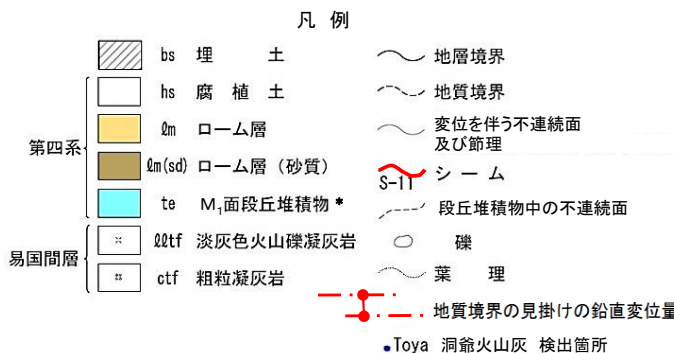 凡 例
bs 埋 土
hs 腐 植 土
ℓm ローム層
ℓm(sd) ローム層（砂質）
te M₁面段丘堆積物 *
ℓℓtf 淡灰色火山礫凝灰岩
ctf 粗粒凝灰岩
第四系
易国間層
地層境界
地質境界
変位を伴う不連続面
及び節理
S-11 シーム
段丘堆積物中の不連続面
礫
葉 理
地質境界の見掛けの鉛直変位量
Toya 洞爺火山灰 検出箇所